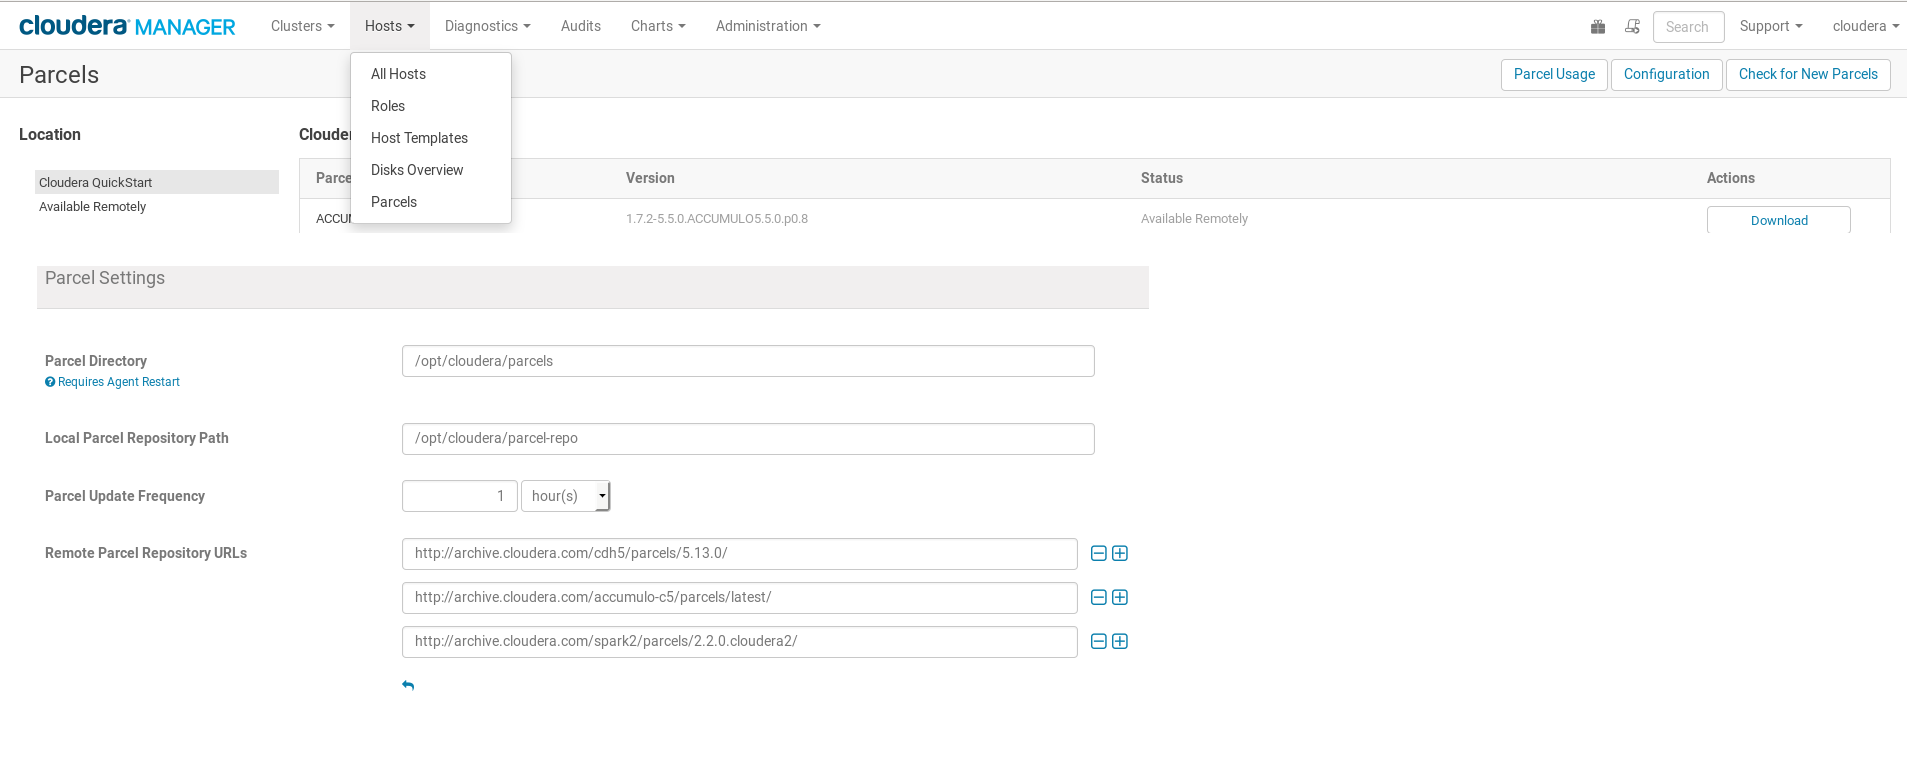 cloudera MANAGER Clusters Hosts Diagnostics Audits Charts Administration Search Support cloudera
Parcels Parcel Usage Configuration Check for New Parcels
All Hosts
Roles
Host Templates
Disks Overview
Parcels
Location
Cloudera QuickStart
Available Remotely
Version Status Actions
1.7.2-5.5.0.ACCUMULO5.5.0.p0.8 Available Remotely Download
Parcel Settings
Parcel Directory /opt/cloudera/parcels
Requires Agent Restart
Local Parcel Repository Path /opt/cloudera/parcel-repo
Parcel Update Frequency 1 hour(s)
Remote Parcel Repository URLs http://archive.cloudera.com/cdh5/parcels/5.13.0/
http://archive.cloudera.com/accumulo-c5/parcels/latest/
http://archive.cloudera.com/spark2/parcels/2.2.0.cloudera2/